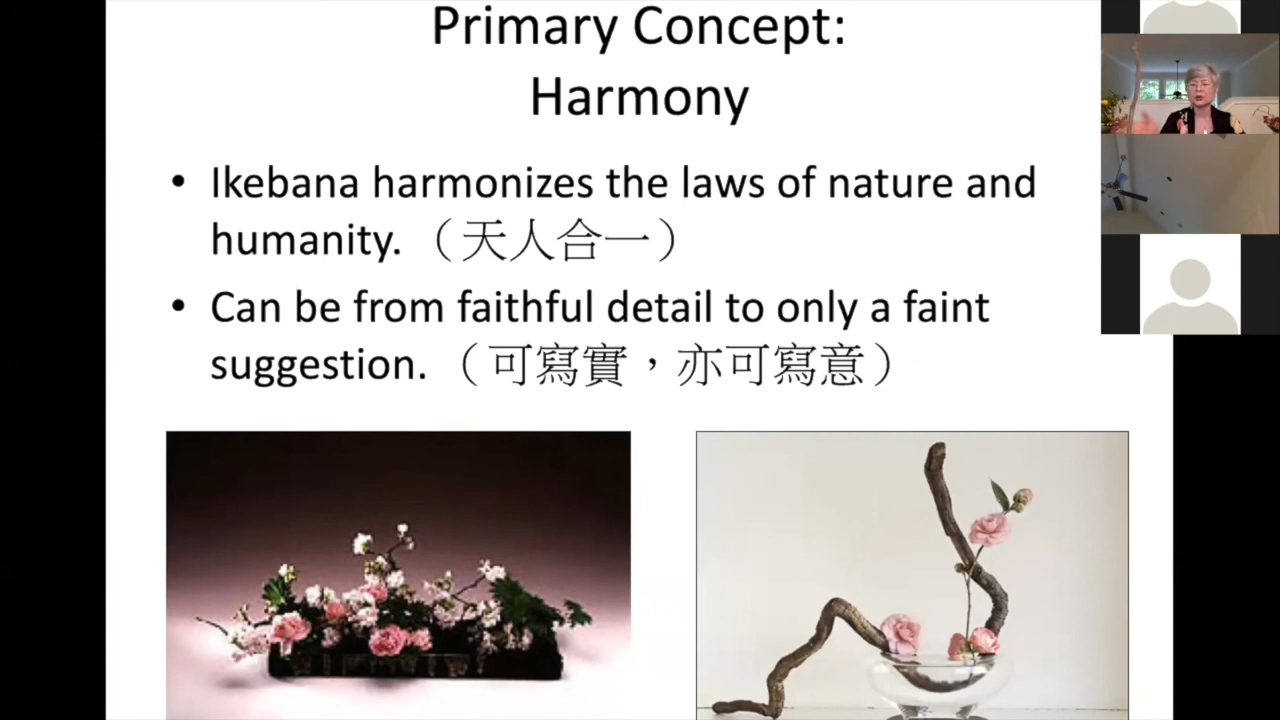 Primary Concept:
Harmony
• Ikebana harmonizes the laws of nature and
humanity. （天人合一）
• Can be from faithful detail to only a faint
suggestion. （可寫實，亦可寫意）